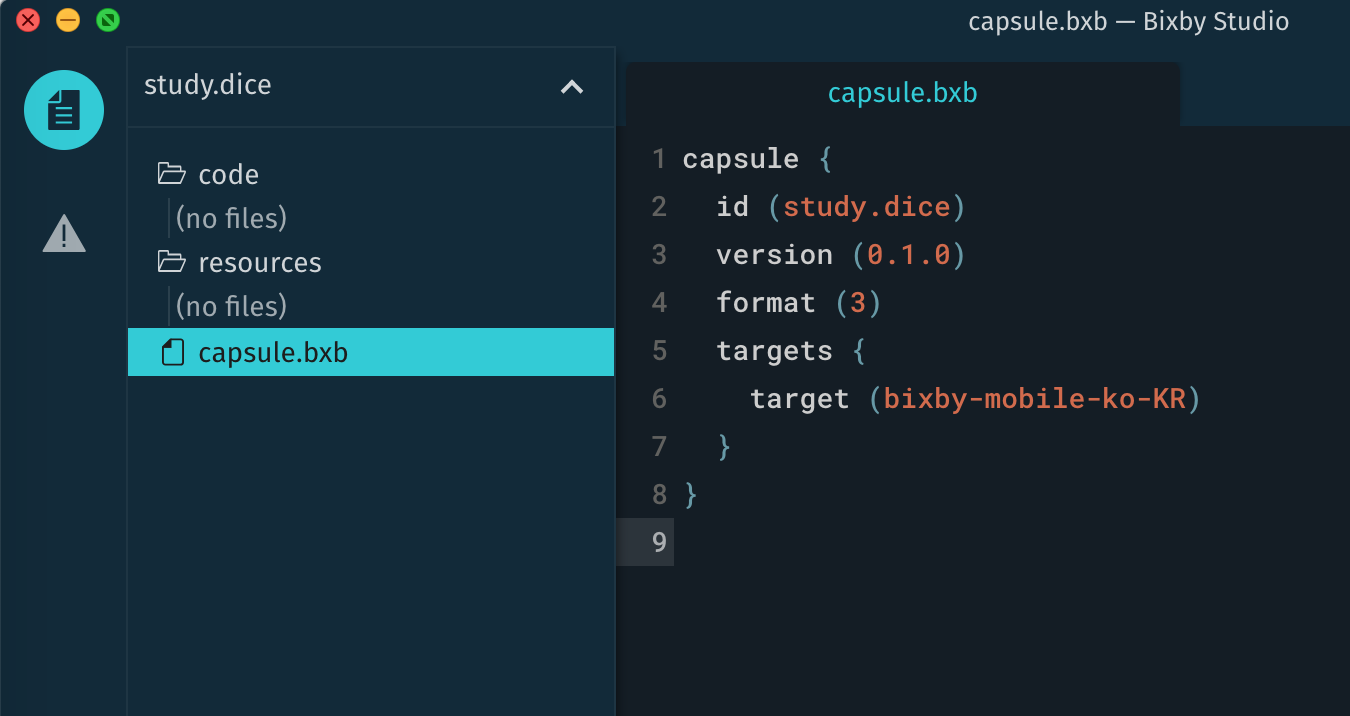 capsule.bxb — Bixby Studio
study.dice
code
(no files)
resources
(no files)
capsule.bxb
capsule.bxb
1 capsule {
2 id (study.dice)
3 version (0.1.0)
4 format (3)
5 targets {
6 target (bixby-mobile-ko-KR)
7 }
8 }
9